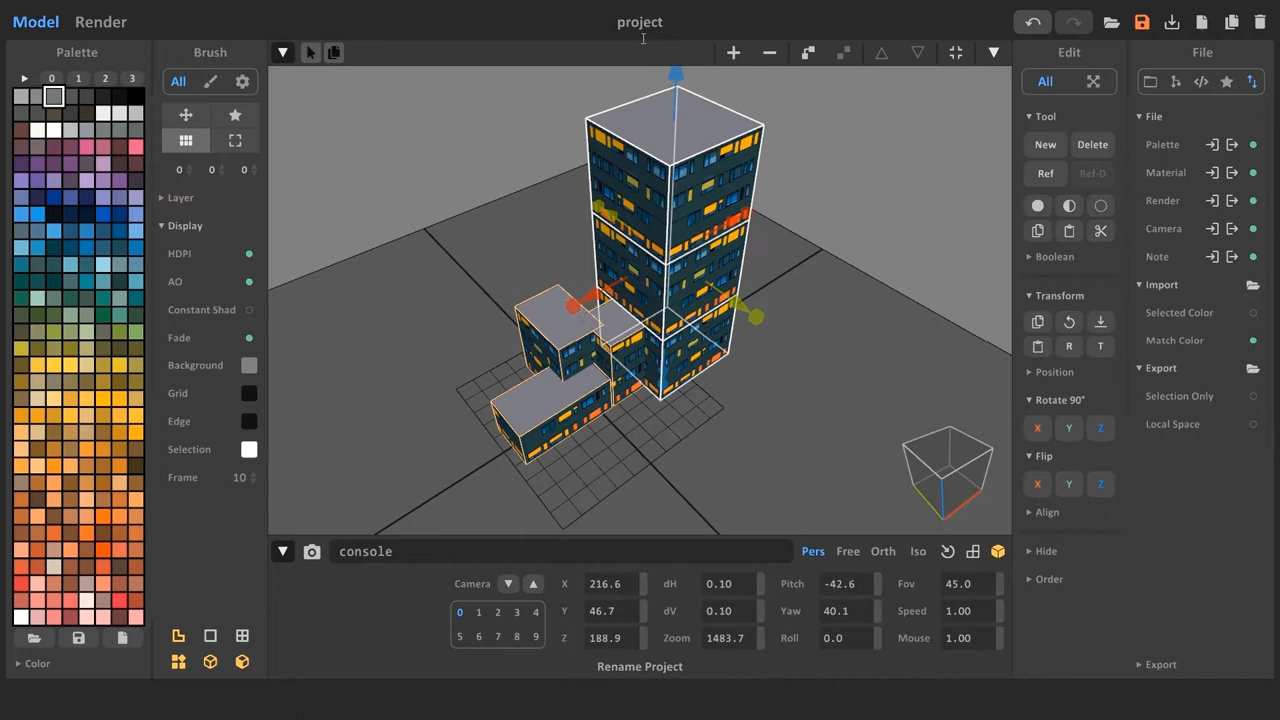 Model Render
project
Palette
0 1 2 3
Color
Brush
All
0 0 0
Layer
Display
HDPI
AO
Constant Shad
Fade
Background
Grid
Edge
Selection
Frame 10
console
Pers Free Orth Iso
Camera
0 1 2 3 4
5 6 7 8 9
X 216.6 dH 0.10 Pitch -42.6 Fov 45.0
Y 46.7 dV 0.10 Yaw 40.1 Speed 1.00
Z 188.9 Zoom 1483.7 Roll 0.0 Mouse 1.00
Rename Project
Edit
All
Tool
New Delete
Ref Ref-D
Boolean
Transform
R T
Position
Rotate 90°
X Y Z
Flip
X Y Z
Align
Hide
Order
File
File
Palette
Material
Render
Camera
Note
Import
Selected Color
Match Color
Export
Selection Only
Local Space
Export